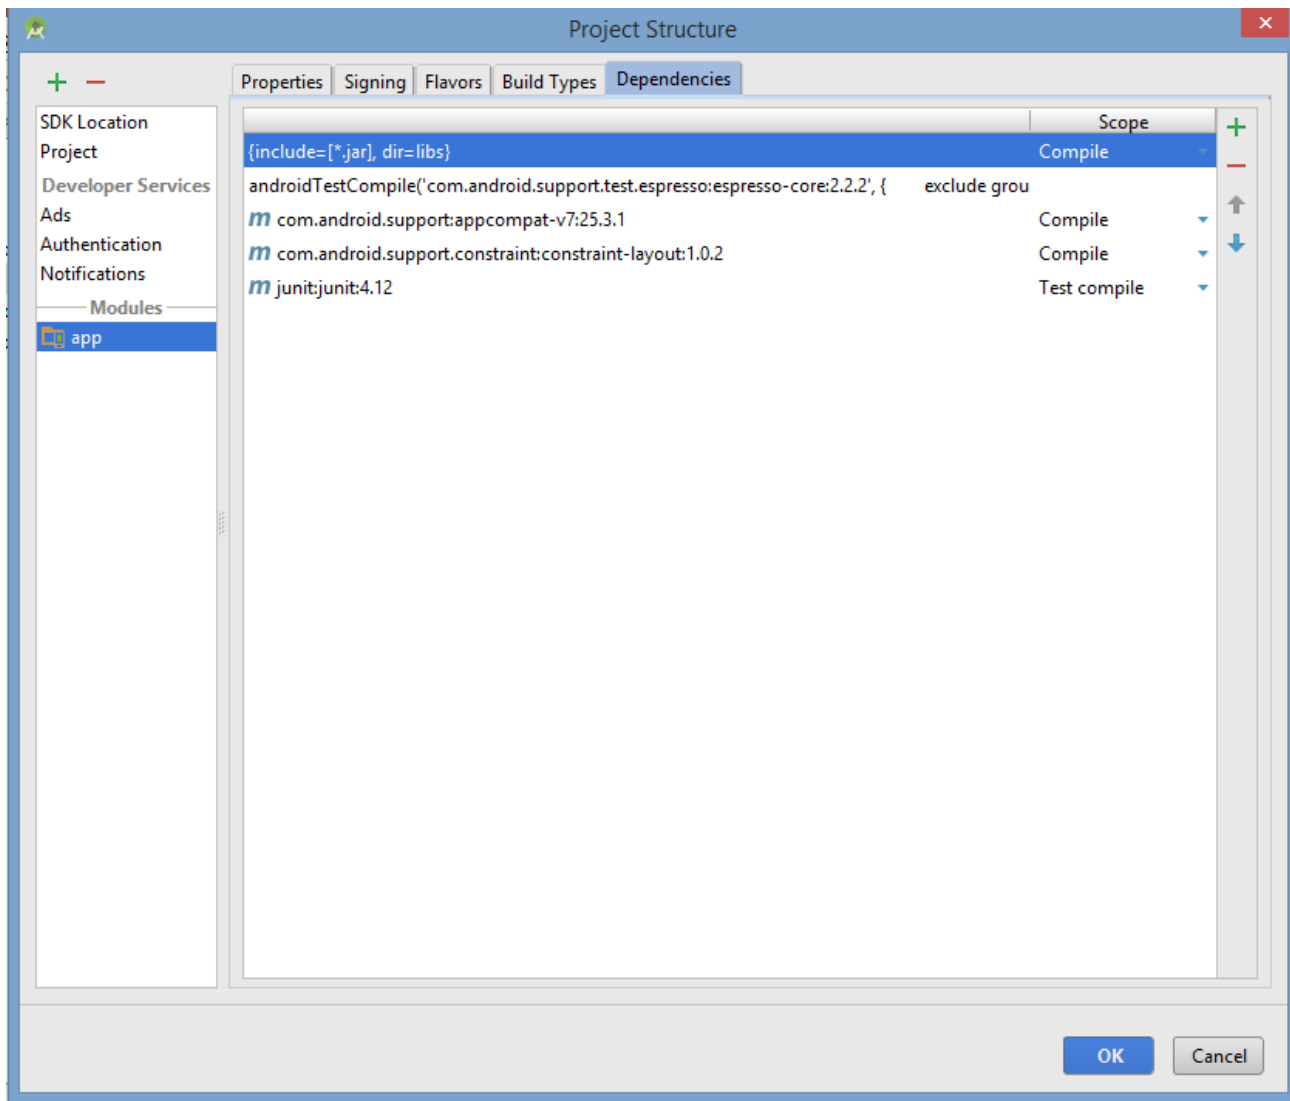 Project Structure
Properties Signing Flavors Build Types Dependencies
SDK Location
Project
Developer Services
Ads
Authentication
Notifications
Modules
app
Scope
{include=[*.jar], dir=libs} Compile
androidTestCompile('com.android.support.test.espresso:espresso-core:2.2.2', { exclude grou
m com.android.support:appcompat-v7:25.3.1 Compile
m com.android.support.constraint:constraint-layout:1.0.2 Compile
m junit:junit:4.12 Test compile
OK Cancel